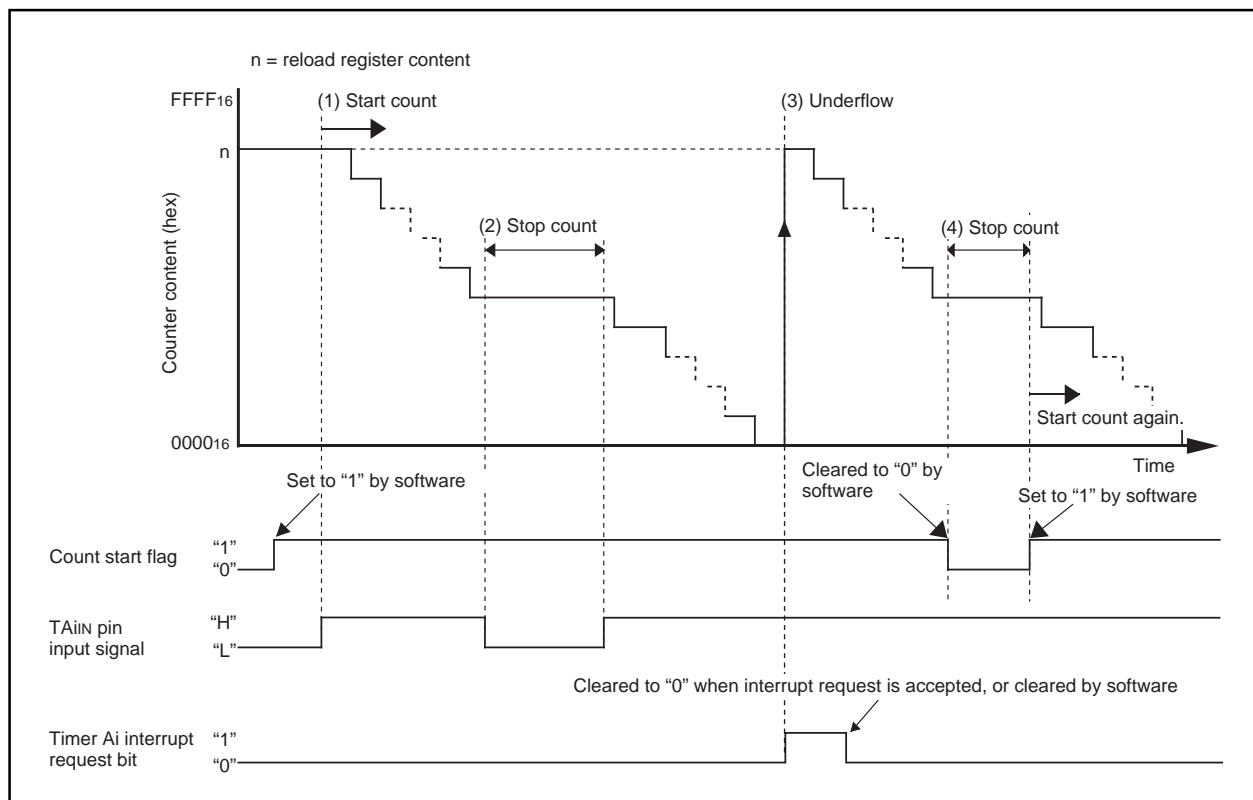 n = reload register content
FFFF16
(1) Start count
(3) Underflow
n
Counter content (hex)
(2) Stop count
(4) Stop count
Start count again.
000016
Time
Set to “1” by software
Cleared to “0” by
software
Set to “1” by software
Count start flag
“1”
“0”
TAiIN pin
input signal
“H”
“L”
Cleared to “0” when interrupt request is accepted, or cleared by software
Timer Ai interrupt
request bit
“1”
“0”